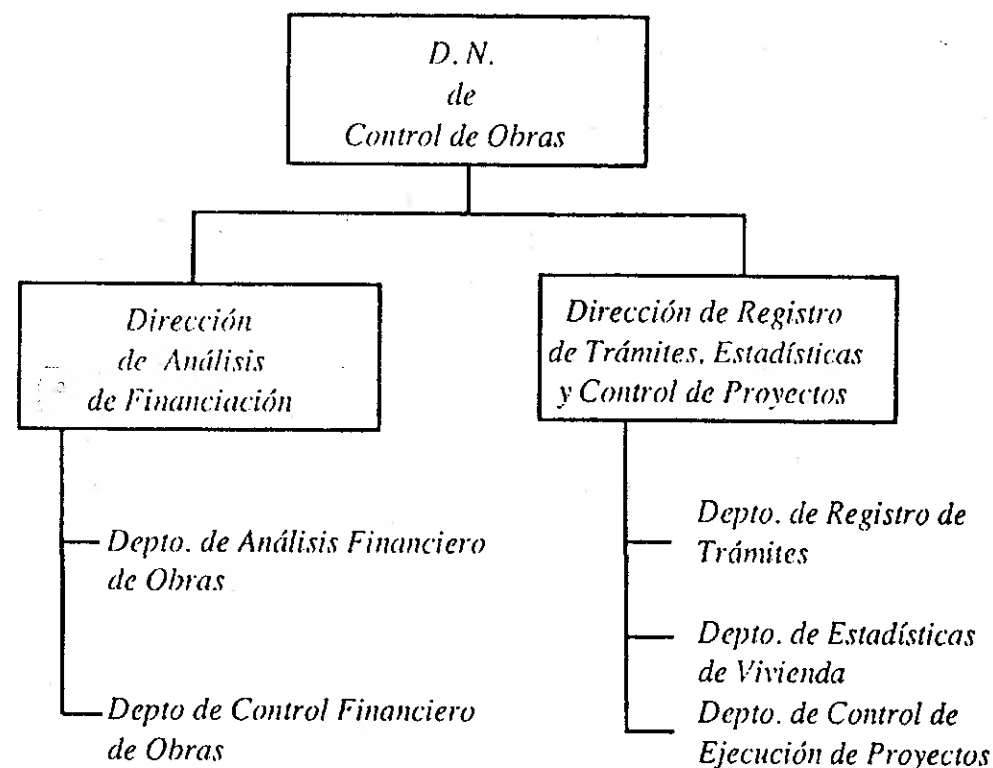 D. N.
de
Control de Obras
Dirección
de Análisis
de Financiación
Dirección de Registro
de Trámites, Estadísticas
y Control de Proyectos
Depto. de Análisis Financiero
de Obras
Depto de Control Financiero
de Obras
Depto. de Registro de
Trámites
Depto. de Estadísticas
de Vivienda
Depto. de Control de
Ejecución de Proyectos